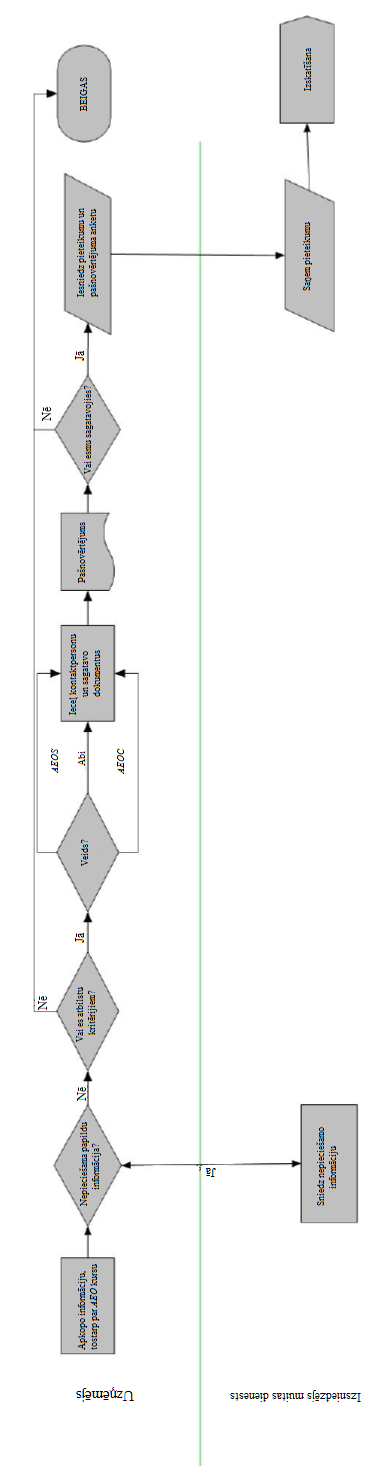 Uzņēmējs
Apkopo informāciju,
tostarp par AEO kursu
Nepieciešama papildu
informācija?
Nē
Vai es atbilstu
kritērijiem?
Nē
Jā
Veids?
AEOS
Abi
AEOC
Ieceļ kontaktpersonu
un sagatavo
dokumentus
Pašnovērtējums
Vai esmu sagatavojies?
Nē
Jā
Iesniedz pieteikumu un
pašnovērtējuma anketu
BEIGAS
Izsniedzējs muitas dienests
Jā
Sniedz nepieciešamo
informāciju
Saņem pieteikumu
Izskatīšana